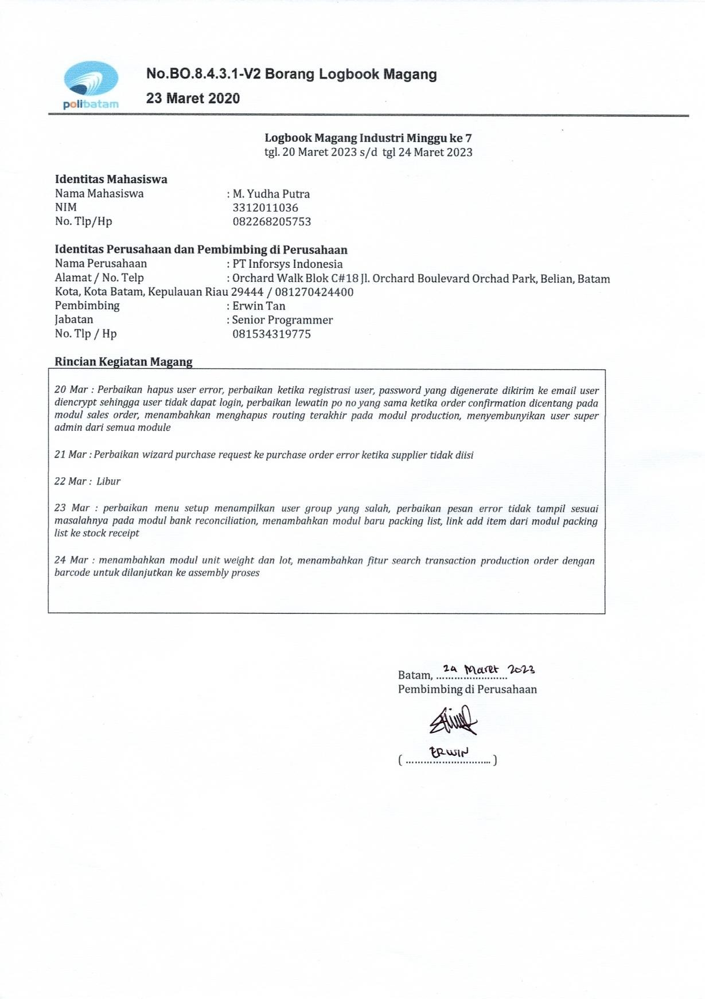 No.BO.8.4.3.1-V2 Borang Logbook Magang
23 Maret 2020
polibatam
Logbook Magang Industri Minggu ke 7
tgl. 20 Maret 2023 s/d tgl 24 Maret 2023
Identitas Mahasiswa
Nama Mahasiswa : M. Yudha Putra
NIM 3312011036
No. Tlp/Hp 082268205753
Identitas Perusahaan dan Pembimbing di Perusahaan
Nama Perusahaan : PT Inforsys Indonesia
Alamat / No. Telp : Orchard Walk Blok C#18 Jl. Orchard Boulevard Orchad Park, Belian, Batam
Kota, Kota Batam, Kepulauan Riau 29444 / 081270424400
Pembimbing : Erwin Tan
Jabatan : Senior Programmer
No. Tlp / Hp 081534319775
Rincian Kegiatan Magang
20 Mar : Perbaikan hapus user error, perbaikan ketika registrasi user, password yang digenerate dikirim ke email user
diencrypt sehingga user tidak dapat login, perbaikan lewatin po no yang sama ketika order confirmation dicentang pada
modul sales order, menambahkan menghapus routing terakhir pada modul production, menyembunyikan user super
admin dari semua module
21 Mar : Perbaikan wizard purchase request ke purchase order error ketika supplier tidak diisi
22 Mar : Libur
23 Mar : perbaikan menu setup menampilkan user group yang salah, perbaikan pesan error tidak tampil sesuai
masalahnya pada modul bank reconciliation, menambahkan modul baru packing list, link add item dari modul packing
list ke stock receipt
24 Mar : menambahkan modul unit weight dan lot, menambahkan fitur search transaction production order dengan
barcode untuk dilanjutkan ke assembly proses
Batam, 24 Maret 2023
Pembimbing di Perusahaan
ERWIN
( ............................. )